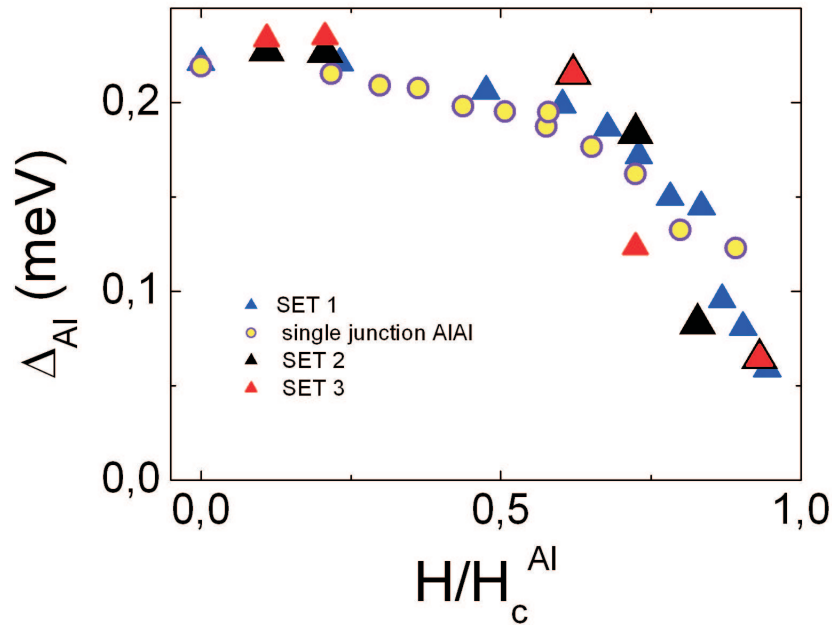 0,2
0,1
0,0
Δ_Al (meV)
SET 1
single junction AlAl
SET 2
SET 3
0,0 0,5 1,0
H/H_c^Al